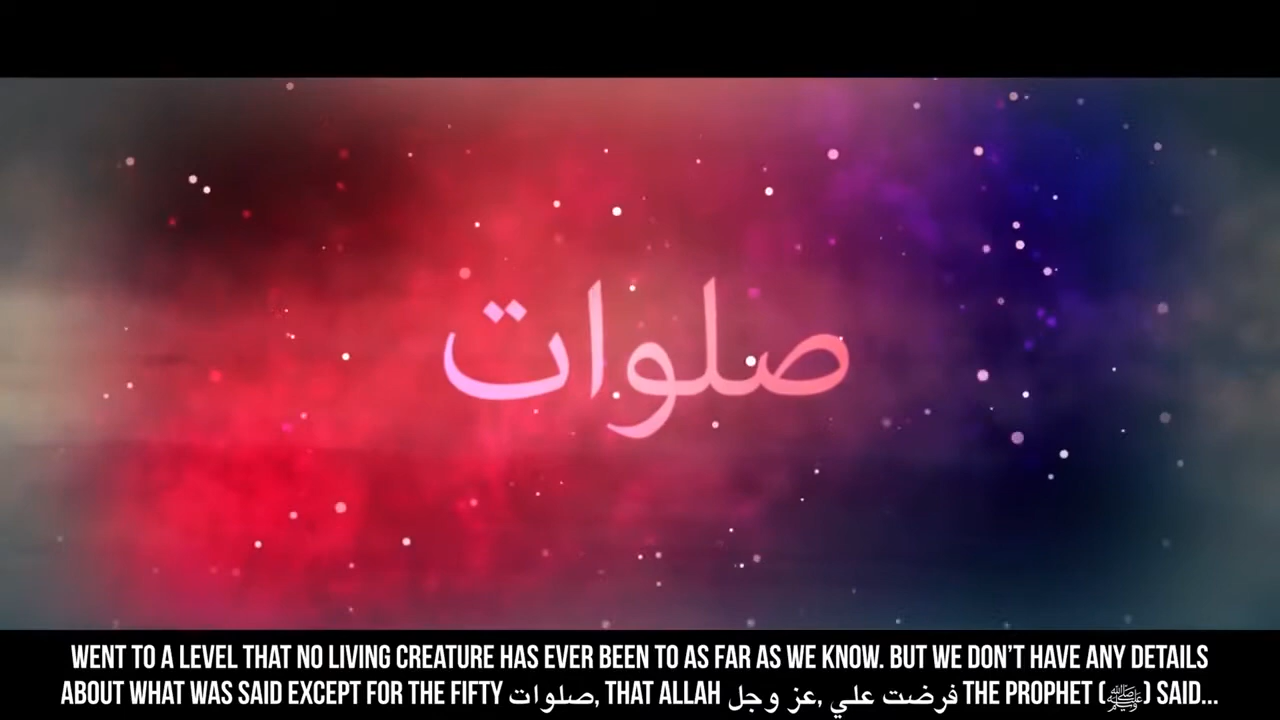 صلوات
WENT TO A LEVEL THAT NO LIVING CREATURE HAS EVER BEEN TO AS FAR AS WE KNOW. BUT WE DON'T HAVE ANY DETAILS
ABOUT WHAT WAS SAID EXCEPT FOR THE FIFTY صلوات, THAT ALLAH عز وجل, فرضت علي THE PROPHET (ﷺ) SAID...